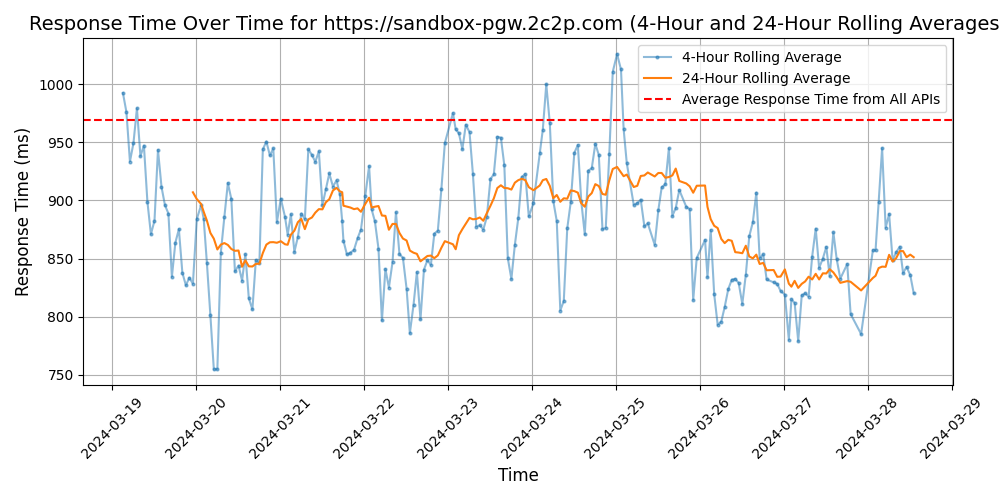 Response Time Over Time for https://sandbox-pgw.2c2p.com (4-Hour and 24-Hour Rolling Averages
4-Hour Rolling Average
24-Hour Rolling Average
Average Response Time from All APIs
Response Time (ms)
1000
950
900
850
800
750
2024-03-19
2024-03-20
2024-03-21
2024-03-22
2024-03-23
2024-03-24
2024-03-25
2024-03-26
2024-03-27
2024-03-28
2024-03-29
Time